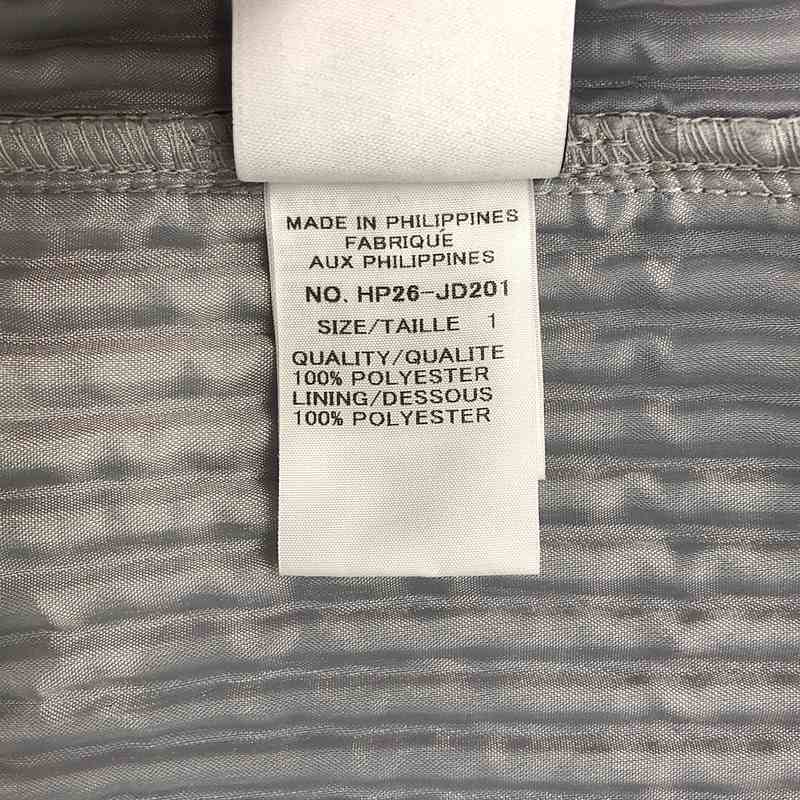 MADE IN PHILIPPINES
FABRIQUÉ
AUX PHILIPPINES
NO. HP26-JD201
SIZE/TAILLE 1
QUALITY/QUALITE
100% POLYESTER
LINING/DESSOUS
100% POLYESTER